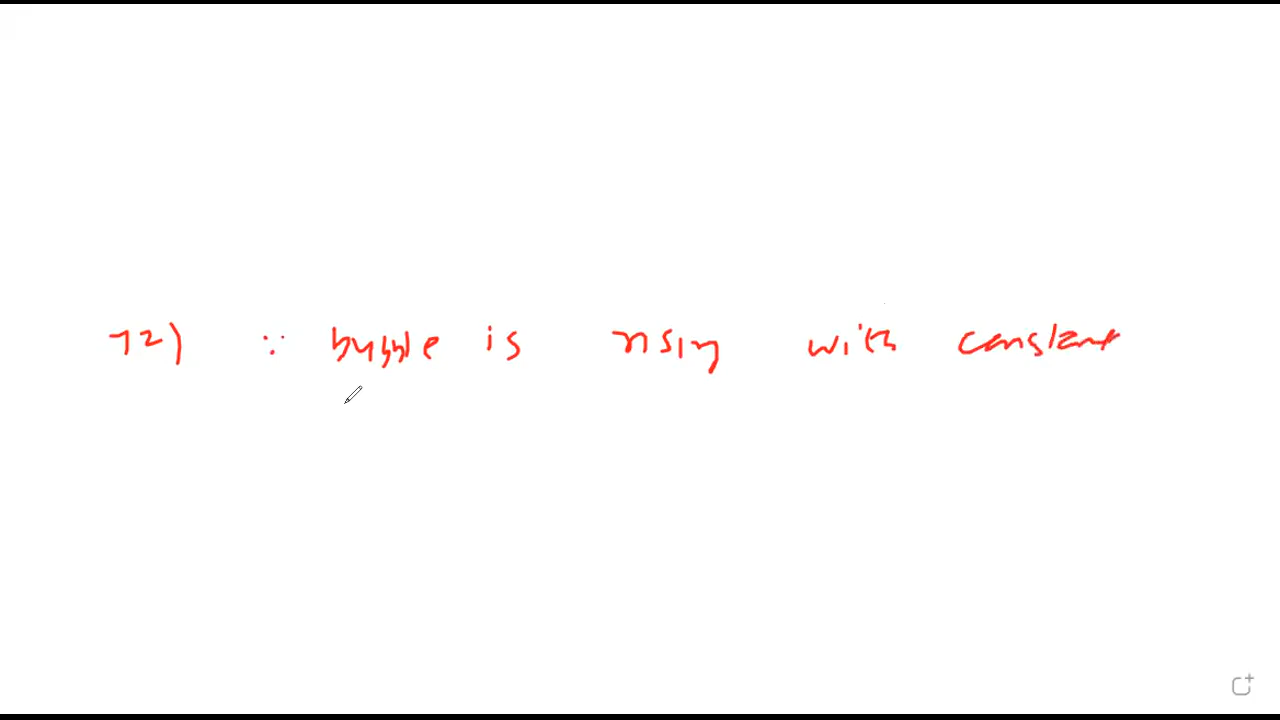 72) ∵ bubble is rising with constant